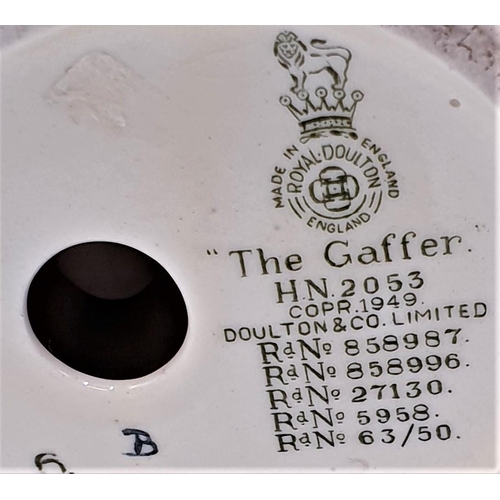 MADE IN ENGLAND
ROYAL·DOULTON
ENGLAND
"The Gaffer."
H.N. 2053
COPR. 1949.
DOULTON & CO. LIMITED
Rd No 858987.
Rd No 858996.
Rd No 27130.
Rd No 5958.
Rd No 63/50.
B